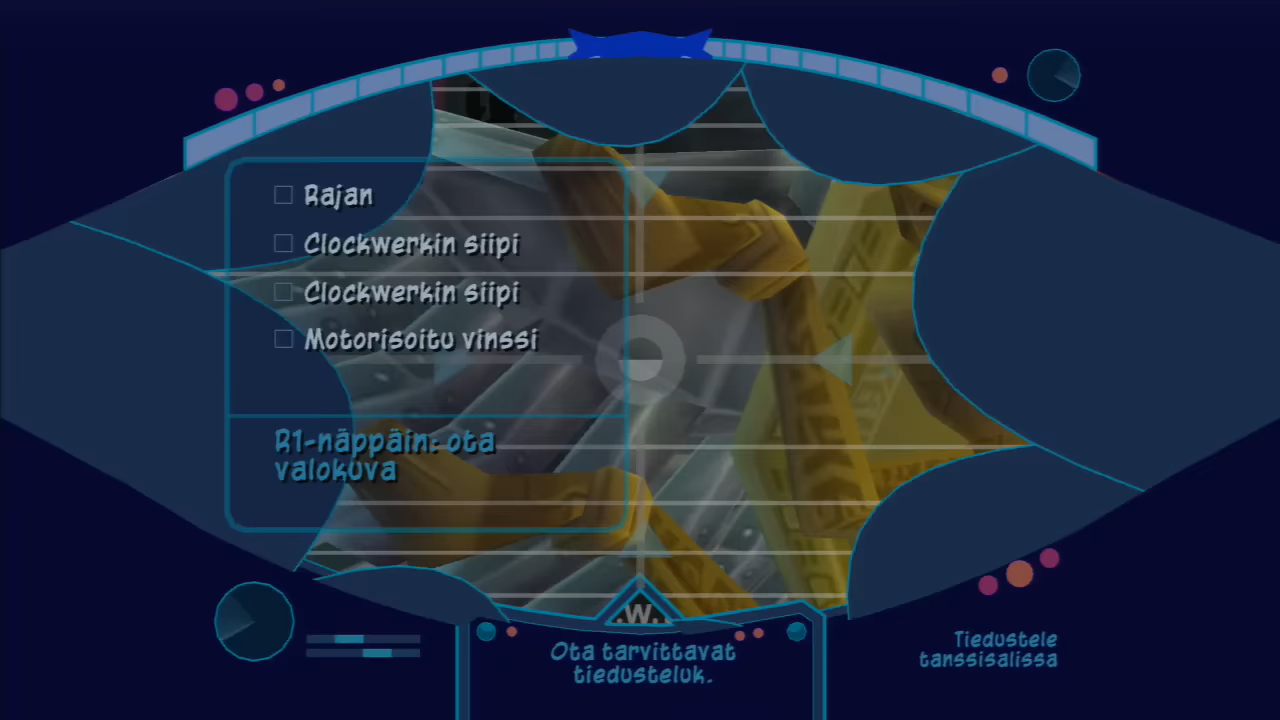 Rajan
Clockwerkin siipi
Clockwerkin siipi
Motorisoitu vinssi
R1-näppäin: ota
valokuva
.W.
Ota tarvittavat
tiedusteluk.
Tiedustele
tanssisalissa